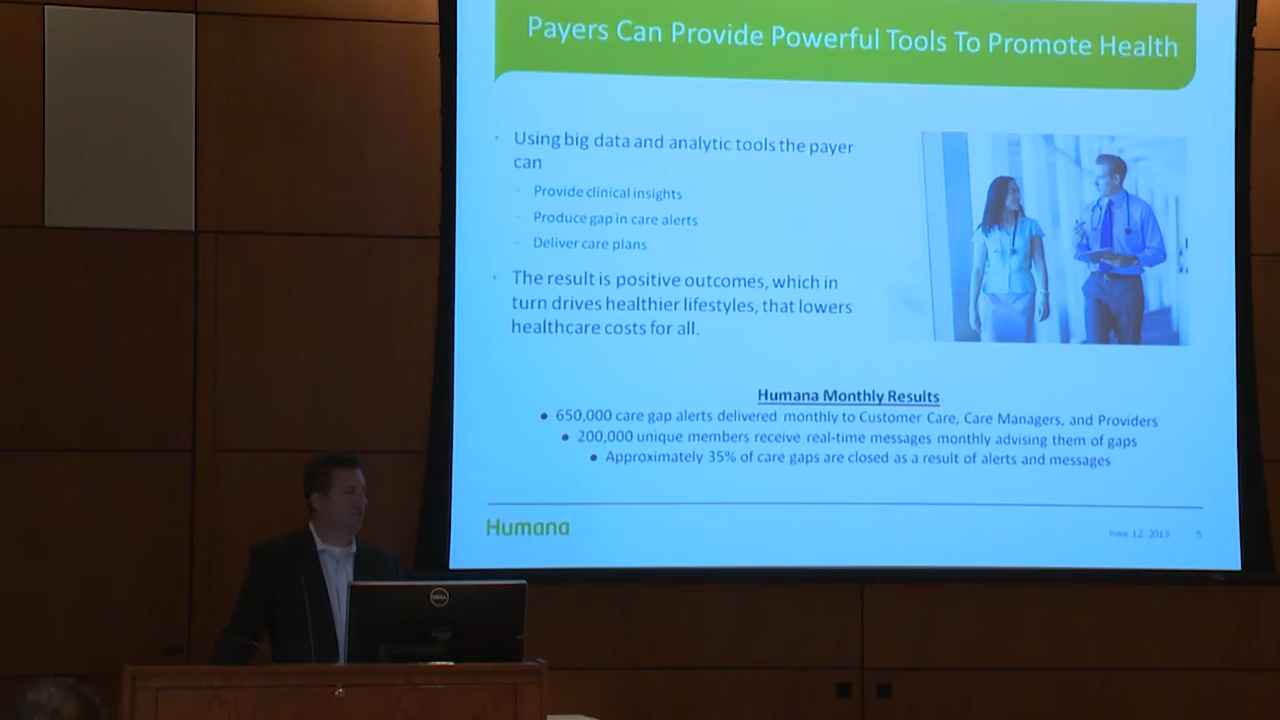 Payers Can Provide Powerful Tools To Promote Health
• Using big data and analytic tools the payer
can
– Provide clinical insights
– Produce gap in care alerts
– Deliver care plans
• The result is positive outcomes, which in
turn drives healthier lifestyles, that lowers
healthcare costs for all.
Humana Monthly Results
• 650,000 care gap alerts delivered monthly to Customer Care, Care Managers, and Providers
• 200,000 unique members receive real-time messages monthly advising them of gaps
• Approximately 35% of care gaps are closed as a result of alerts and messages
Humana
June 12, 2013
5
DELL